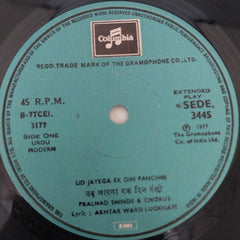 Columbia
REGD. TRADE MARK OF THE GRAMOPHONE CO., LTD.
45 R.P.M.
EXTENDED
PLAY
B-7TCEI.
3177
SEDE.
3445
SIDE ONE
URDU
MODERN
℗ 1977
The Gramophone
Co. of India Ltd.
UD JAYEGA EK DIN PANCHHI
PRALHAD SHINDE & CHORUS
Lyric : AKHTAR WARSI LUCKNAVI
EMI